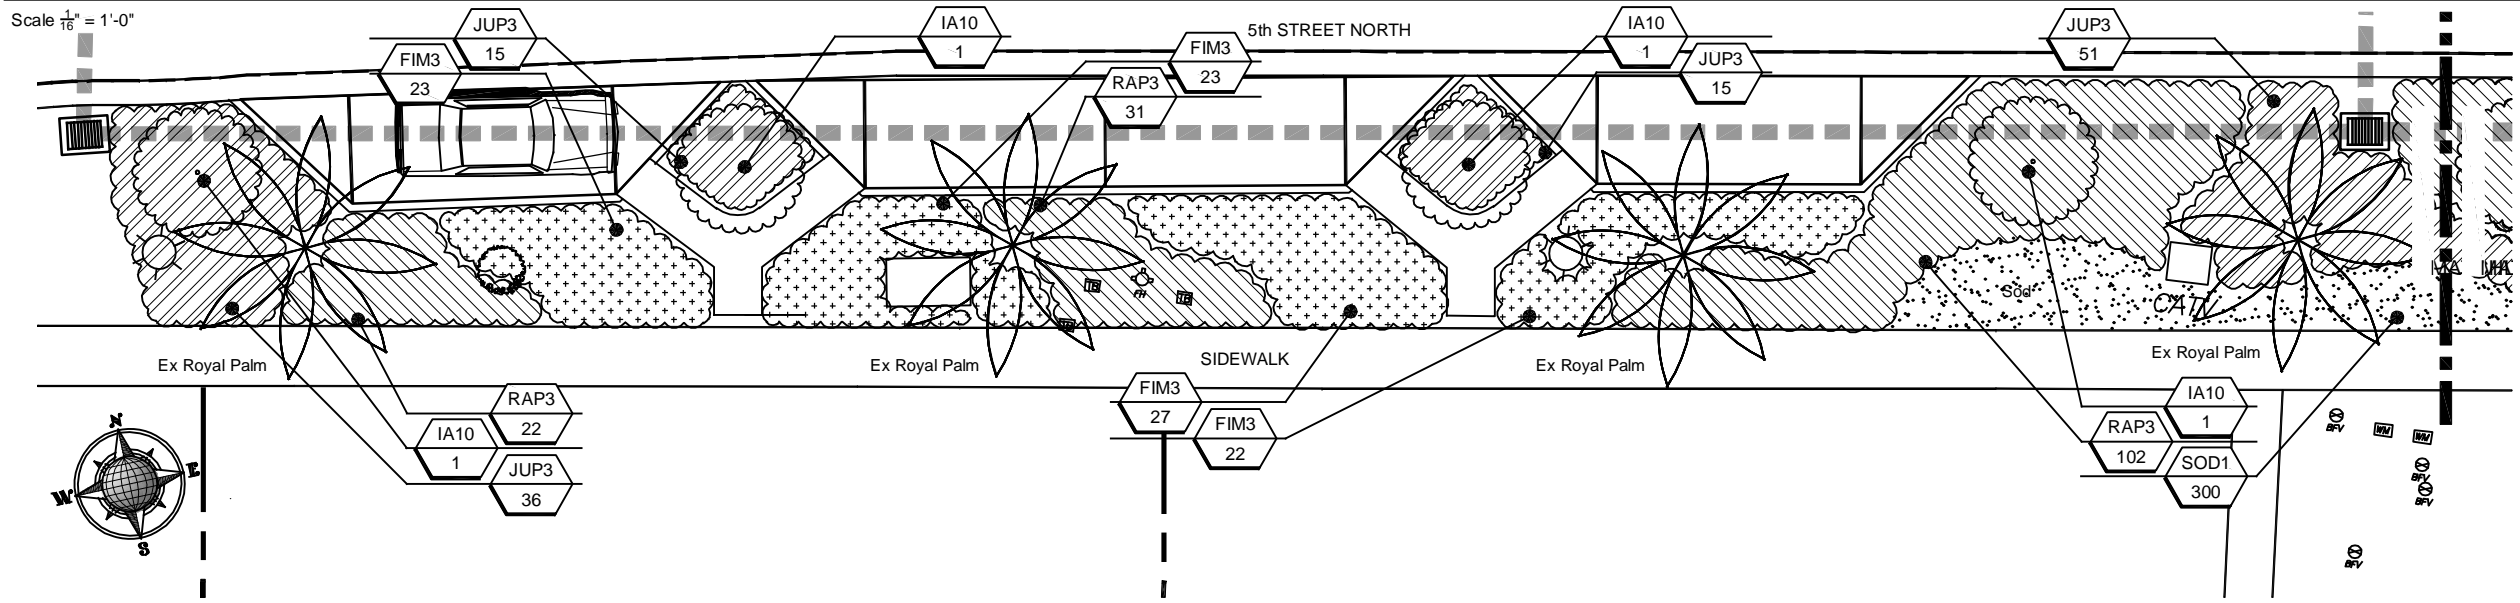 Scale 1/16" = 1'-0"
JUP3
15
FIM3
23
IA10
1
5th STREET NORTH
FIM3
23
RAP3
31
IA10
1
JUP3
15
JUP3
51
TB
FH
TB
Sod
Ex Royal Palm
Ex Royal Palm
SIDEWALK
Ex Royal Palm
Ex Royal Palm
RAP3
22
IA10
1
JUP3
36
FIM3
27
FIM3
22
IA10
1
RAP3
102
SOD1
300
BFV
WM
WM
BFV
BFV
BFV
N
E
W
S